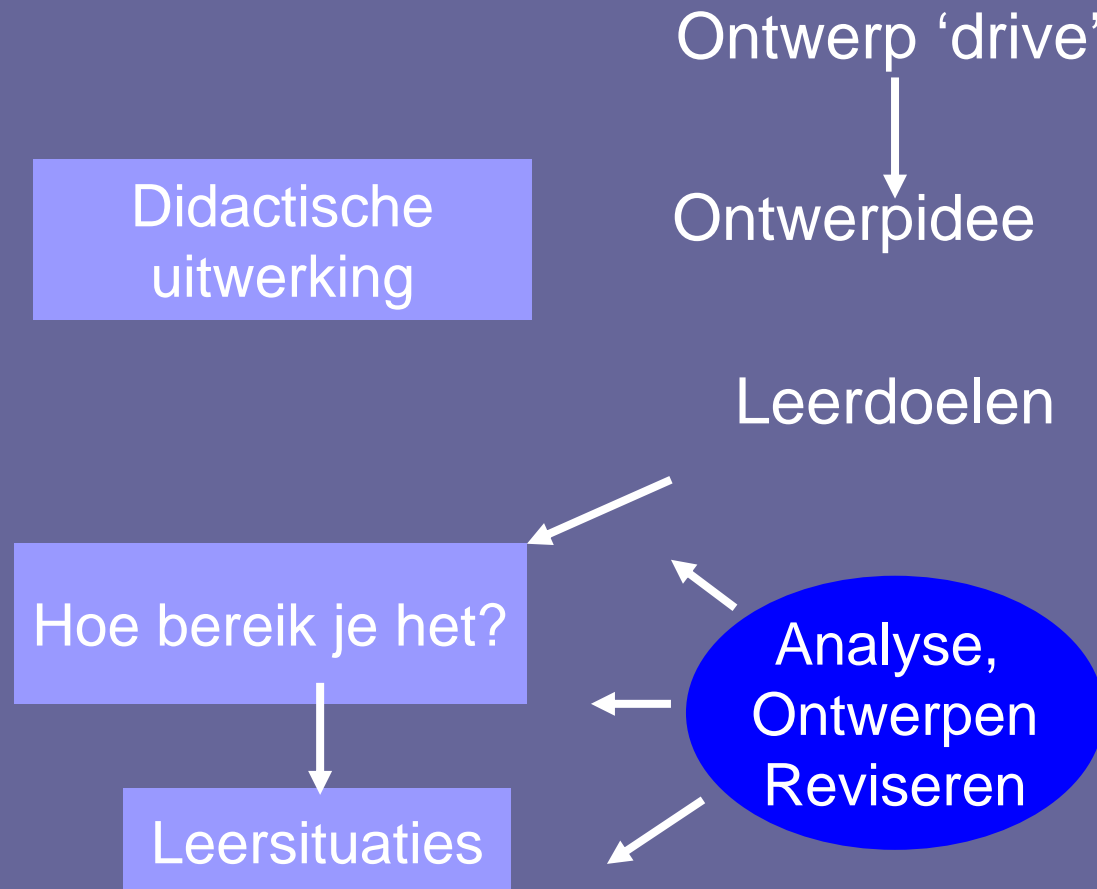 Ontwerp ‘drive’
Didactische
uitwerking
Ontwerpidee
Leerdoelen
Hoe bereik je het?
Analyse,
Ontwerpen
Reviseren
Leersituaties